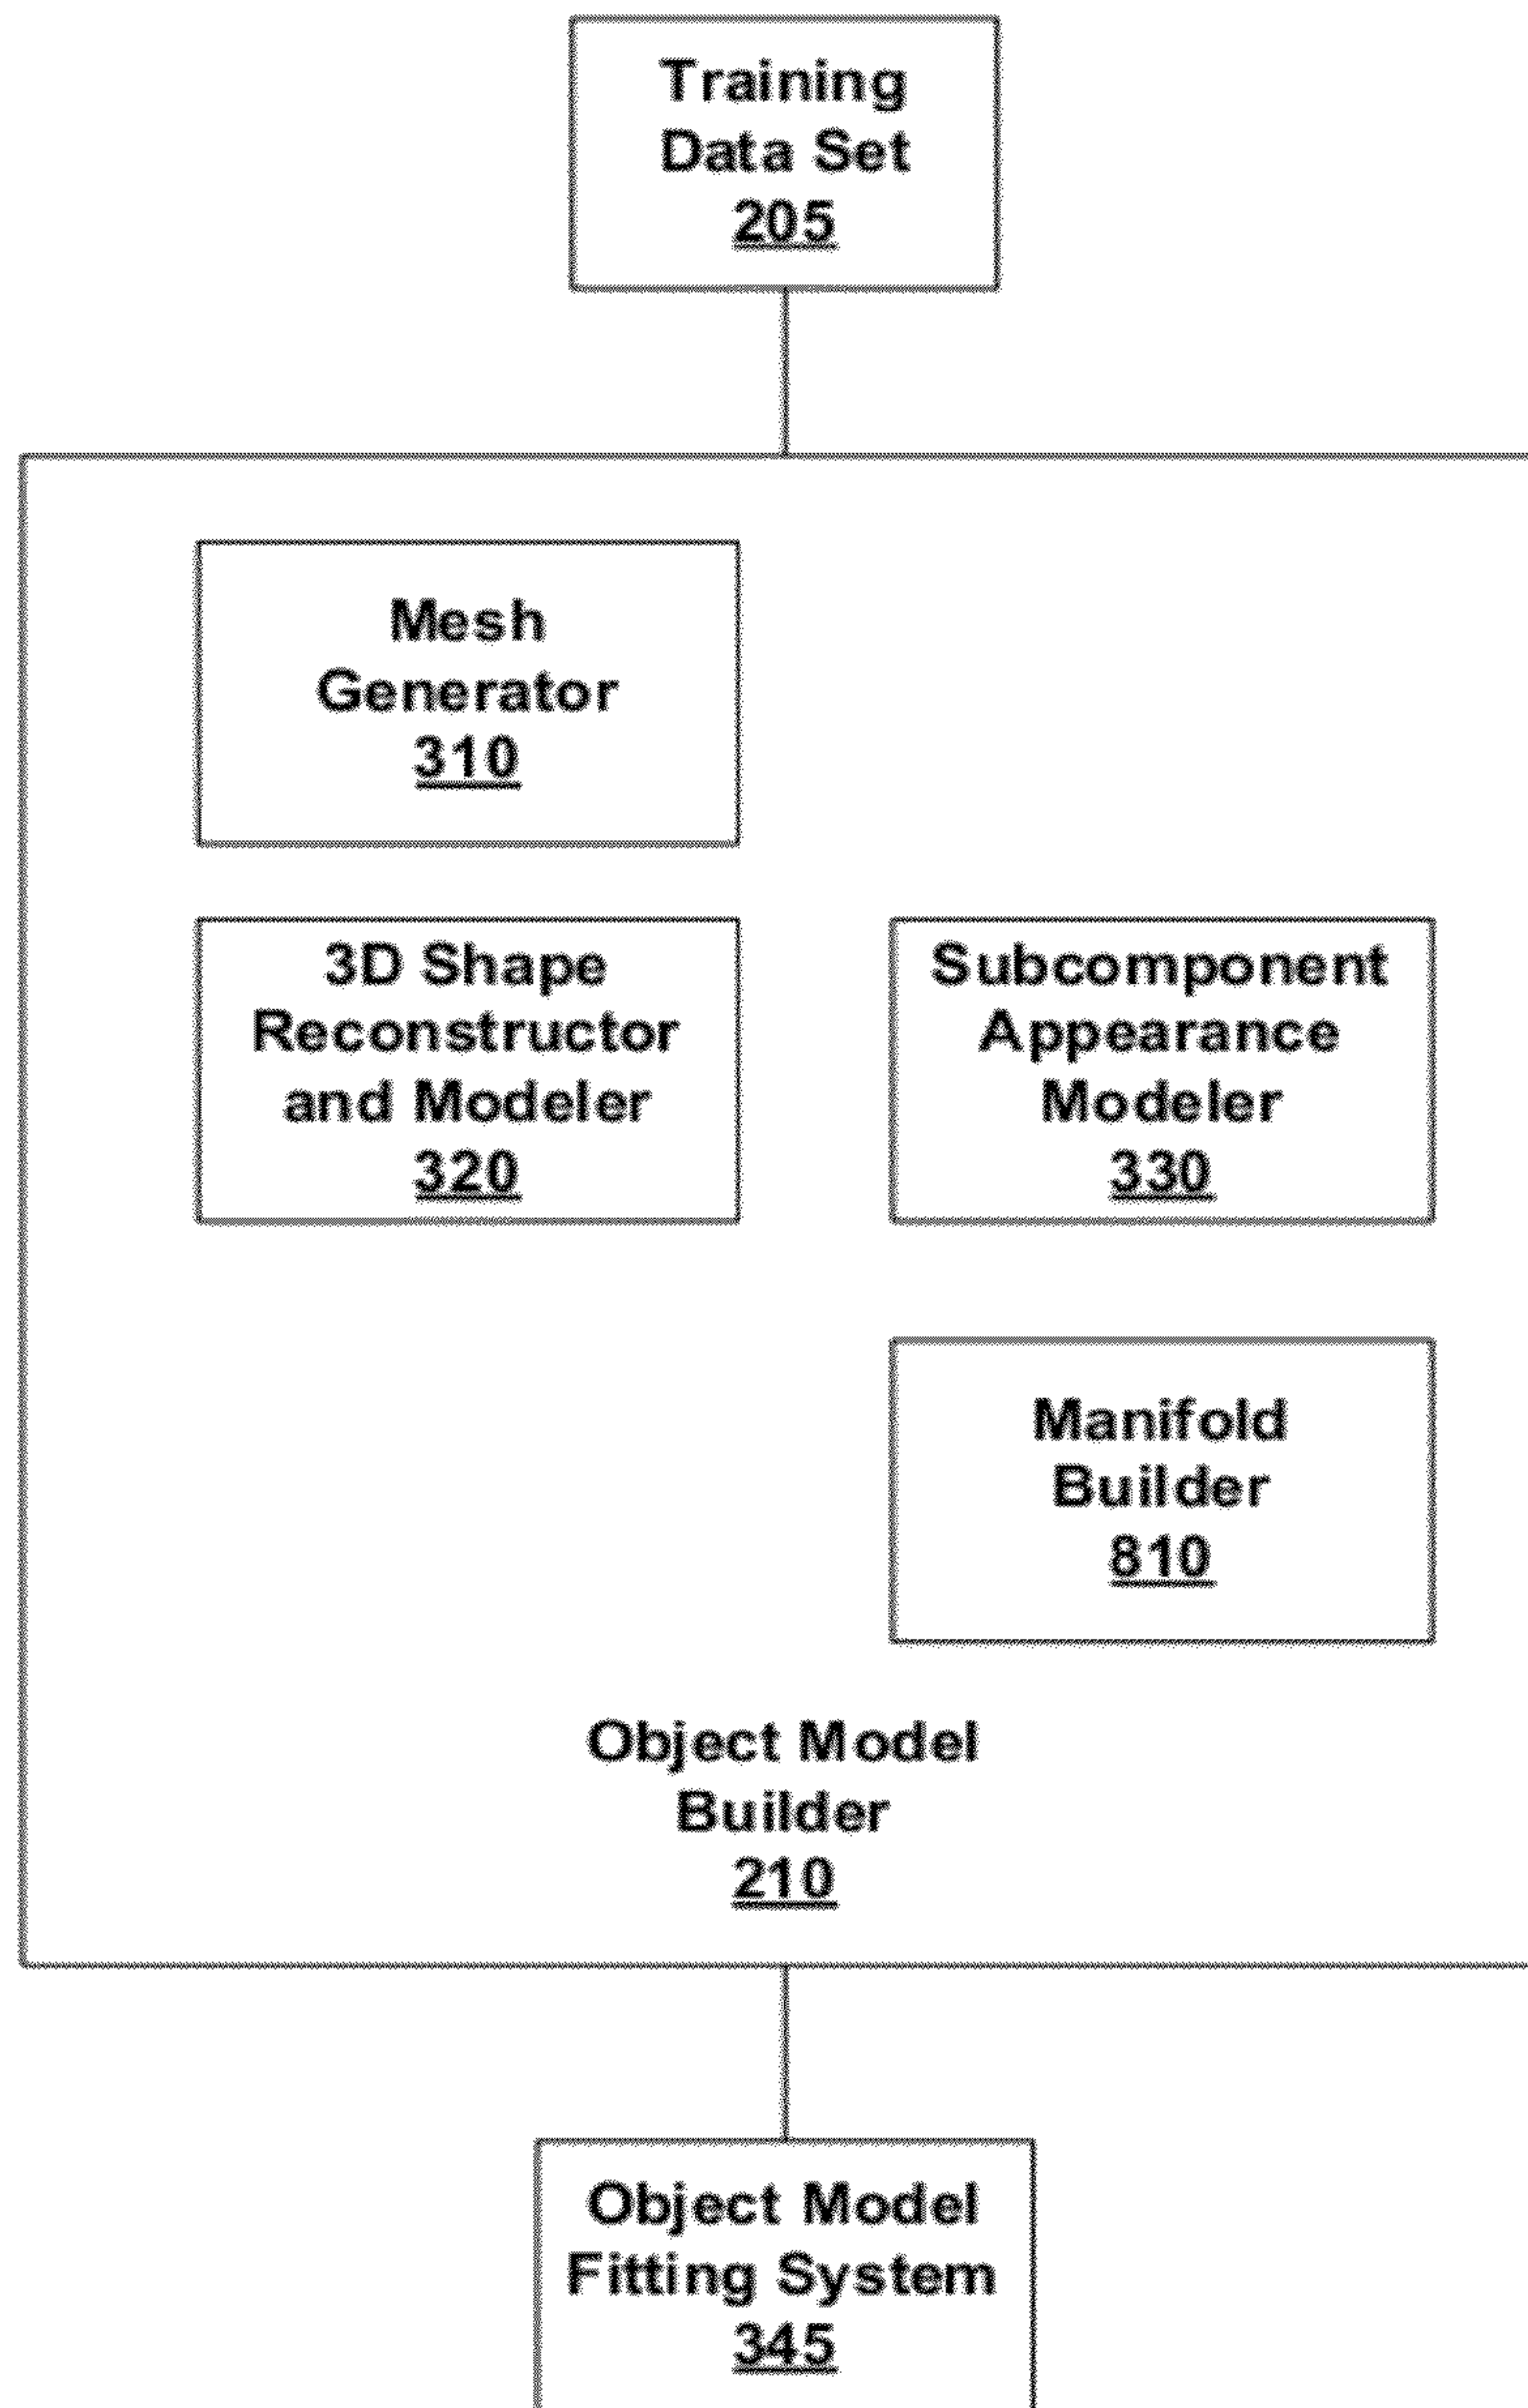 Training
Data Set
205
Mesh
Generator
310
3D Shape
Reconstructor
and Modeler
320
Subcomponent
Appearance
Modeler
330
Manifold
Builder
810
Object Model
Builder
210
Object Model
Fitting System
345